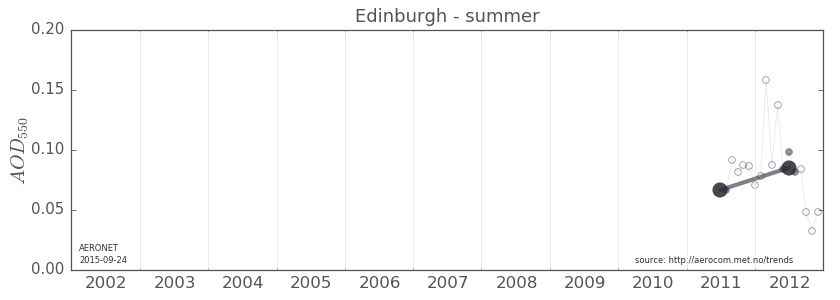 Edinburgh - summer
0.20
0.15
0.10
0.05
0.00
AOD550
AERONET
2015-09-24
source: http://aerocom.met.no/trends
2002 2003 2004 2005 2006 2007 2008 2009 2010 2011 2012